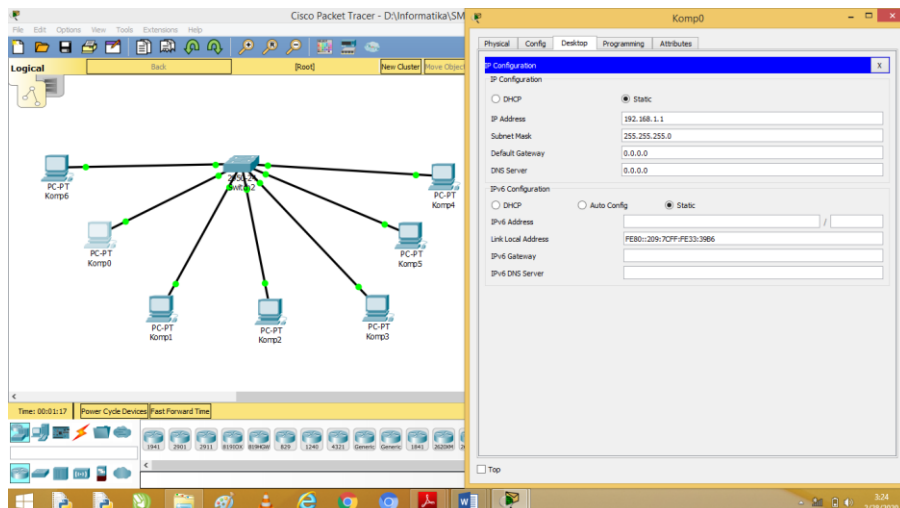 Cisco Packet Tracer - D:\Informatika\SM
File Edit Options View Tools Extensions Help
Logical
Back
[Root]
New Cluster
Move Object
PC-PT
Komp6
Switch2
PC-PT
Komp4
PC-PT
Komp0
PC-PT
Komp5
PC-PT
Komp1
PC-PT
Komp2
PC-PT
Komp3
Time: 00:01:17
Power Cycle Devices
Fast Forward Time
1941
2901
2911
819IOX
819HGW
829
1240
4321
Generic
Generic
1841
2620XM
Komp0
Physical
Config
Desktop
Programming
Attributes
IP Configuration
X
IP Configuration
DHCP
Static
IP Address
192.168.1.1
Subnet Mask
255.255.255.0
Default Gateway
0.0.0.0
DNS Server
0.0.0.0
IPv6 Configuration
DHCP
Auto Config
Static
IPv6 Address
/
Link Local Address
FE80::209:7CFF:FE33:39B6
IPv6 Gateway
IPv6 DNS Server
Top
3:24